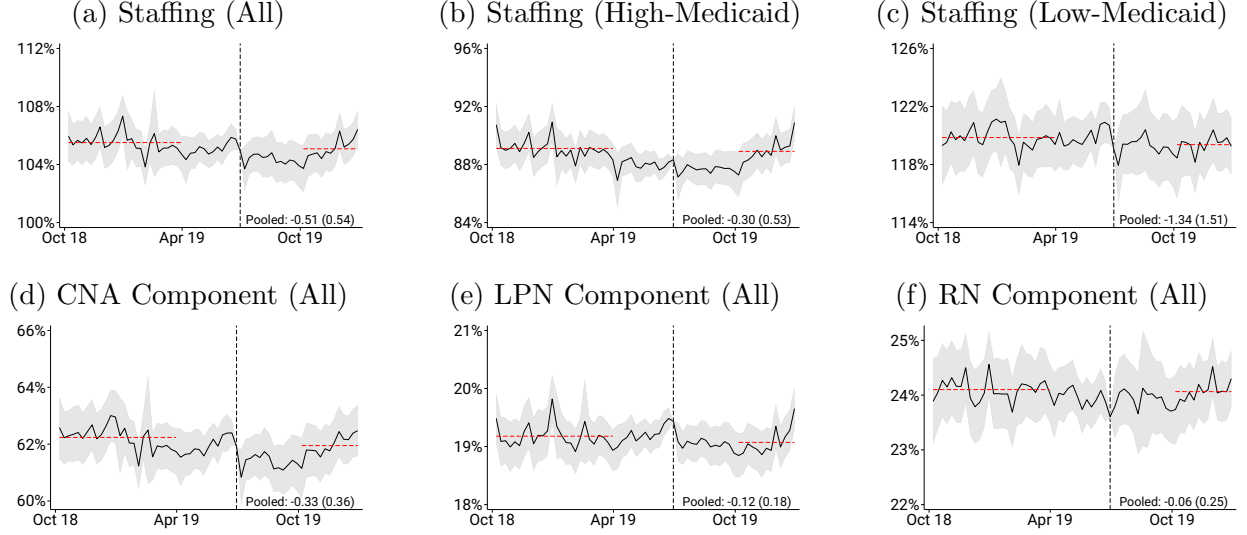 (a) Staffing (All)
112%
108%
104%
100%
Pooled: -0.51 (0.54)
Oct 18
Apr 19
Oct 19
(b) Staffing (High-Medicaid)
96%
92%
88%
84%
Pooled: -0.30 (0.53)
Oct 18
Apr 19
Oct 19
(c) Staffing (Low-Medicaid)
126%
122%
118%
114%
Pooled: -1.34 (1.51)
Oct 18
Apr 19
Oct 19
(d) CNA Component (All)
66%
64%
62%
60%
Pooled: -0.33 (0.36)
Oct 18
Apr 19
Oct 19
(e) LPN Component (All)
21%
20%
19%
18%
Pooled: -0.12 (0.18)
Oct 18
Apr 19
Oct 19
(f) RN Component (All)
25%
24%
23%
22%
Pooled: -0.06 (0.25)
Oct 18
Apr 19
Oct 19